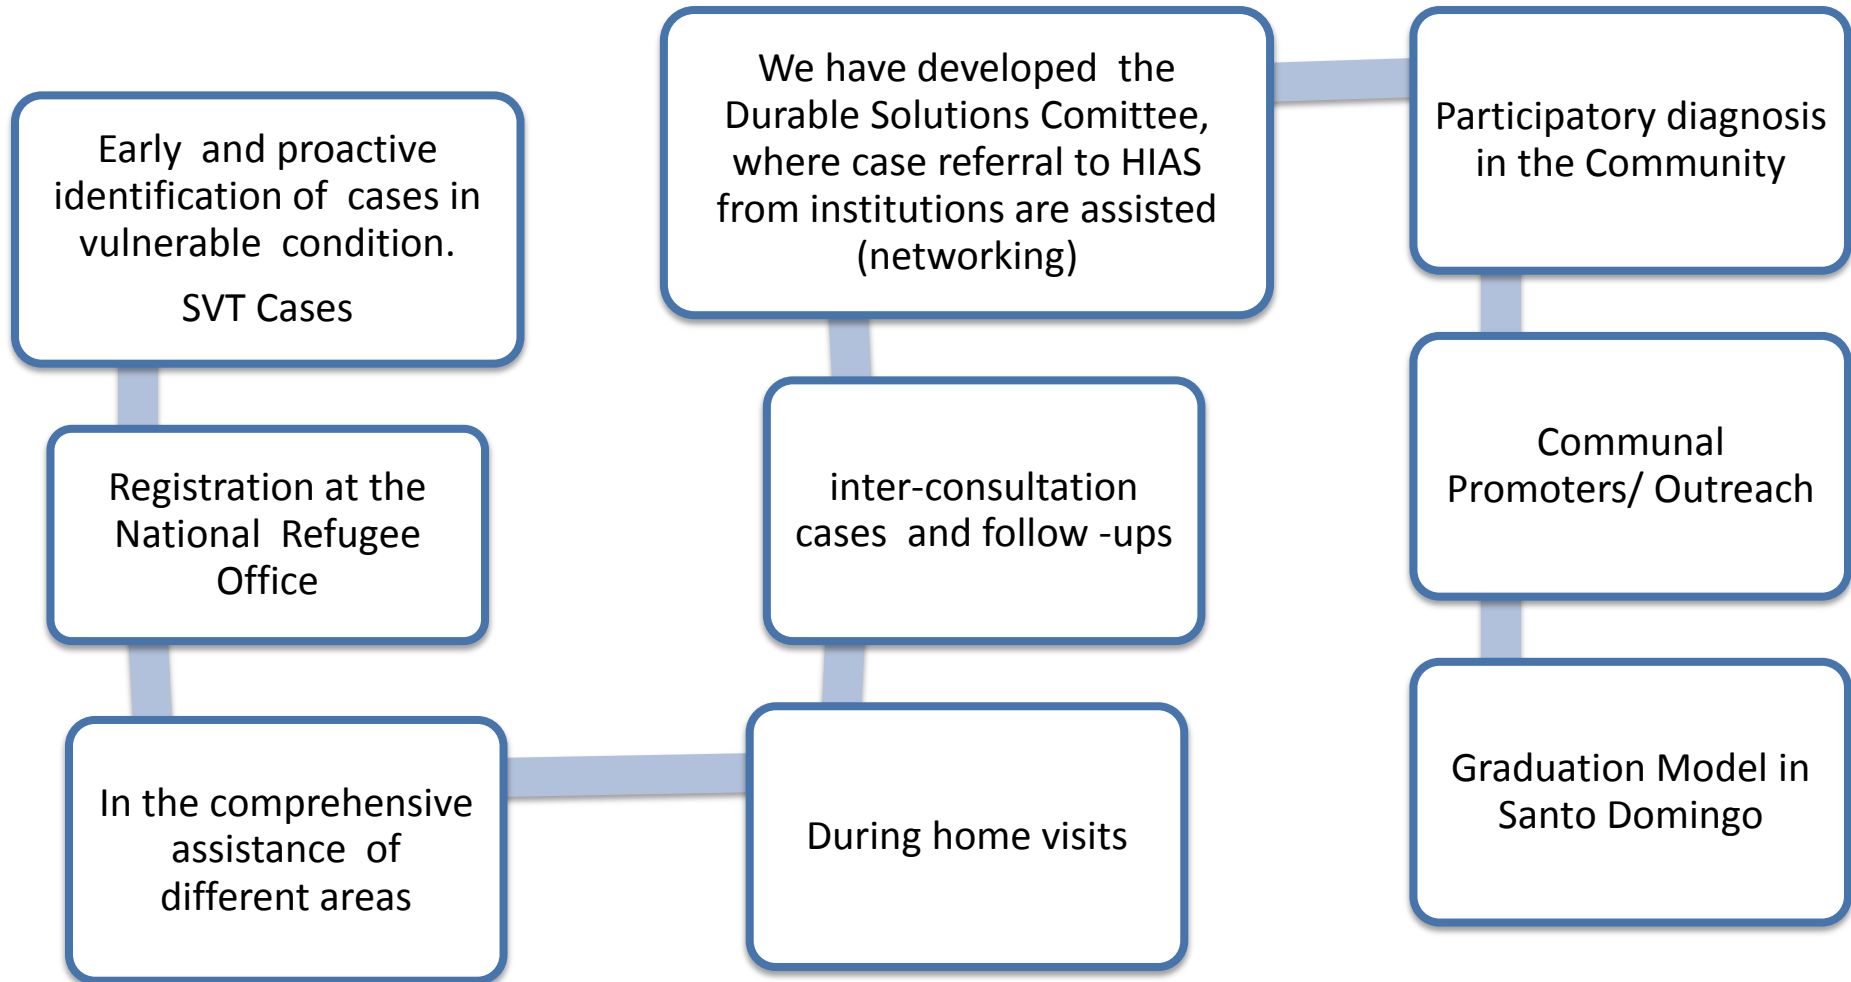 Early and proactive
identification of cases in
vulnerable condition.
SVT Cases
Registration at the
National Refugee
Office
In the comprehensive
assistance of
different areas
During home visits
inter-consultation
cases and follow -ups
We have developed the
Durable Solutions Comittee,
where case referral to HIAS
from institutions are assisted
(networking)
Participatory diagnosis
in the Community
Communal
Promoters/ Outreach
Graduation Model in
Santo Domingo